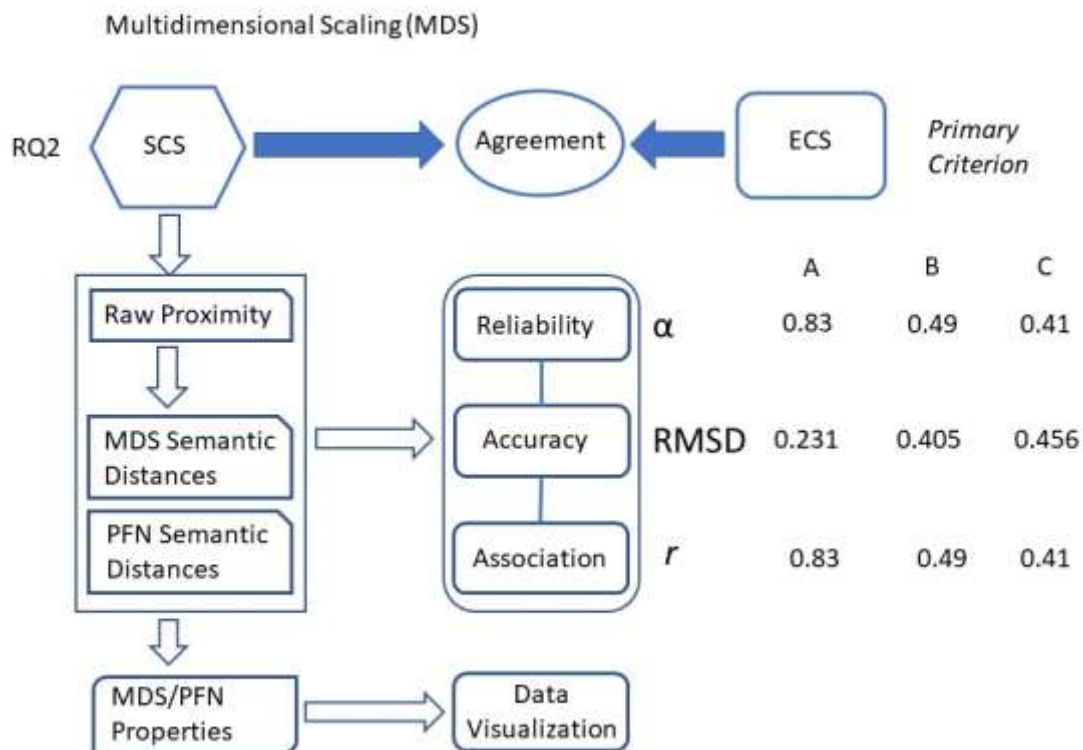 Multidimensional Scaling (MDS)
RQ2
SCS
Agreement
ECS
Primary
Criterion
A B C
Raw Proximity
Reliability α 0.83 0.49 0.41
MDS Semantic
Distances
Accuracy RMSD 0.231 0.405 0.456
PFN Semantic
Distances
Association r 0.83 0.49 0.41
MDS/PFN
Properties
Data
Visualization